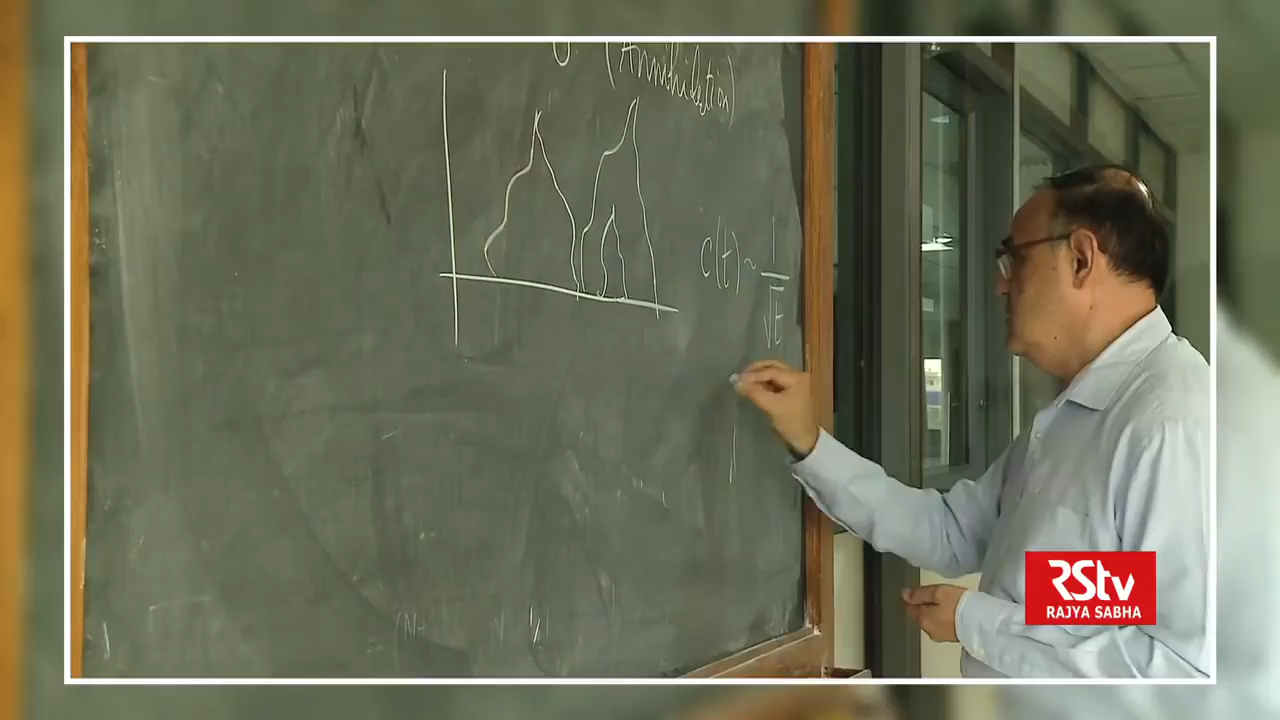 (Annihilation)
c(t) ~ 1/√t
RStv
RAJYA SABHA